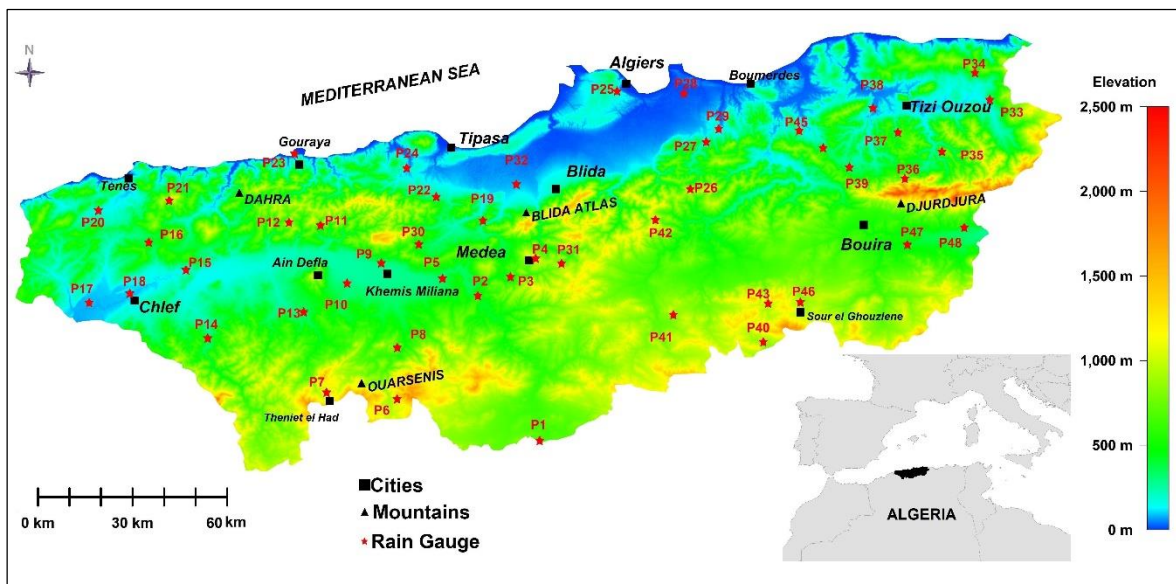 N
MEDITERRANEAN SEA
Algiers
P25
P28
Boumerdes
P34
P38
P33
Tizi Ouzou
Elevation
2,500 m
Tipasa
P29
P45
P37
P27
P35
Gouraya
P23
P24
P32
Blida
P39
P36
Ténès
P21
P22
P19
P26
2,000 m
DAHRA
BLIDA ATLAS
DJURDJURA
P20
P12
P11
P42
Bouira
P47
P48
P16
P30
Medea
P4
P31
P9
P5
Ain Defla
Khemis Miliana
P15
P2
P3
1,500 m
P17
P18
Chlef
P10
P13
P43
P46
Sour el Ghouzlene
P14
P8
P41
P40
1,000 m
P7
OUARSENIS
P6
Theniet el Had
P1
500 m
Cities
Mountains
Rain Gauge
0 km
30 km
60 km
ALGERIA
0 m